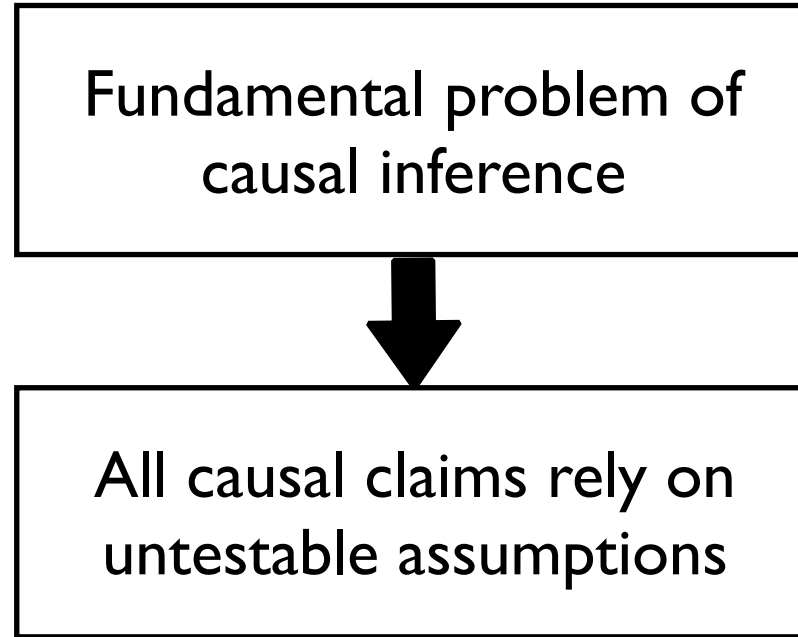 Fundamental problem of
causal inference
All causal claims rely on
untestable assumptions